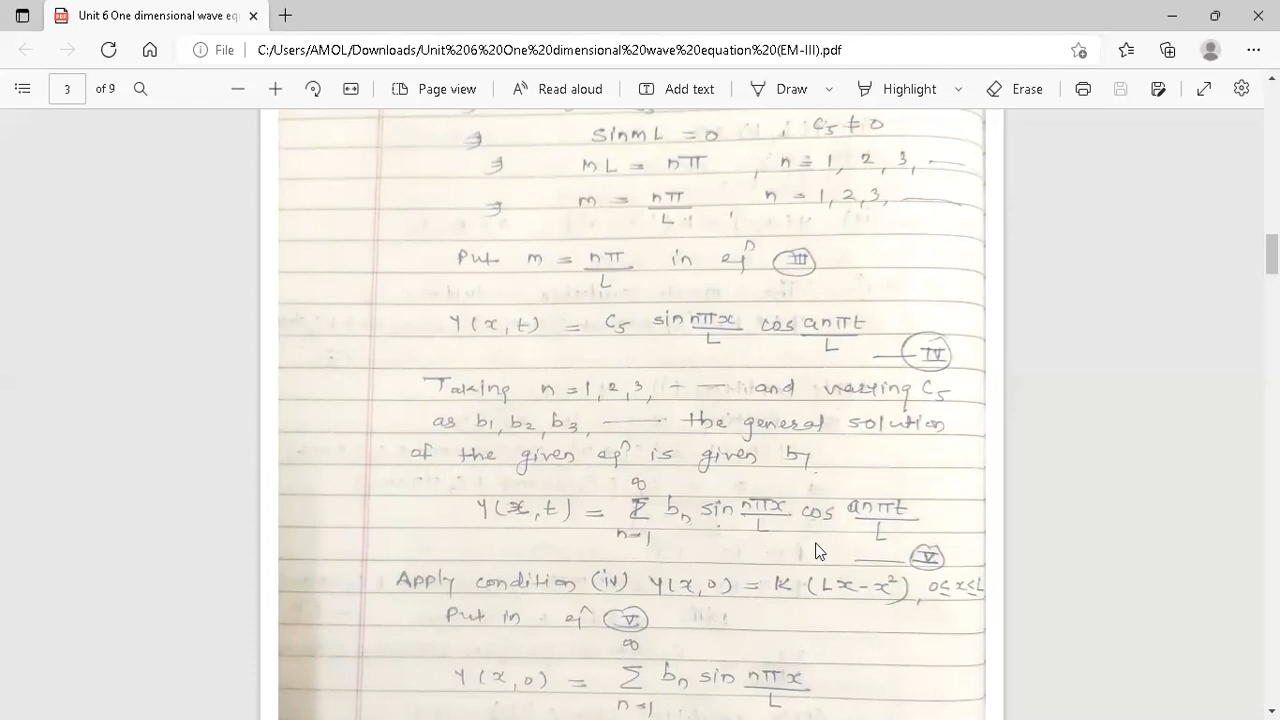 Unit 6 One dimensional wave eq
File C:/Users/AMOL/Downloads/Unit%206%20One%20dimensional%20wave%20equation%20(EM-III).pdf
3 of 9 Page view Read aloud Add text Draw Highlight Erase
⇒ sin mL = 0 , C₅ ≠ 0
⇒ mL = nπ , n = 1, 2, 3, ——
⇒ m = nπ/L , n = 1, 2, 3, ——
Put m = nπ/L in eqⁿ III
Y(x,t) = C₅ sin nπx/L cos anπt/L —— IV
Taking n = 1, 2, 3, —— and varying C₅
as b₁, b₂, b₃, —— the general solution
of the given eqⁿ is given by
Y(x,t) = ∞ Σ n=1 bₙ sin nπx/L cos anπt/L
—— V
Apply condition (iv) Y(x,0) = K (Lx-x²), 0≤x≤L
Put in eqⁿ V
Y(x,0) = ∞ Σ n=1 bₙ sin nπx/L